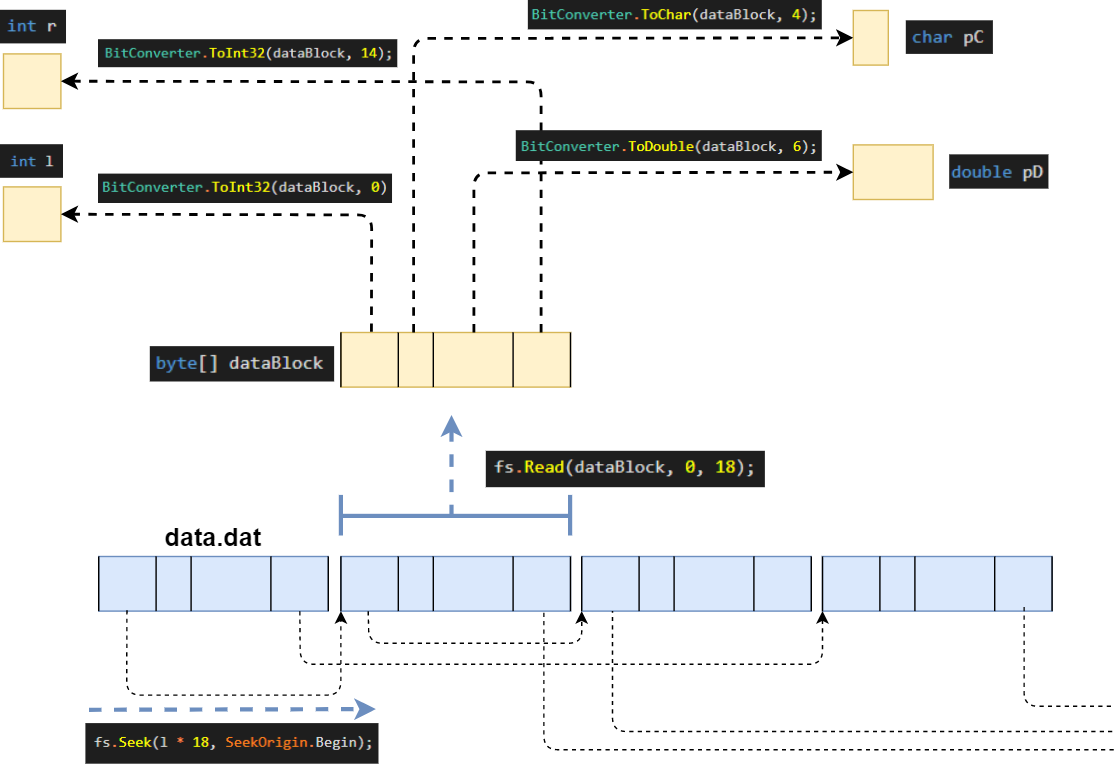 BitConverter.ToChar(dataBlock, 4);
int r
char pC
BitConverter.ToInt32(dataBlock, 14);
BitConverter.ToDouble(dataBlock, 6);
int l
double pD
BitConverter.ToInt32(dataBlock, 0)
byte[] dataBlock
fs.Read(dataBlock, 0, 18);
data.dat
fs.Seek(l * 18, SeekOrigin.Begin);